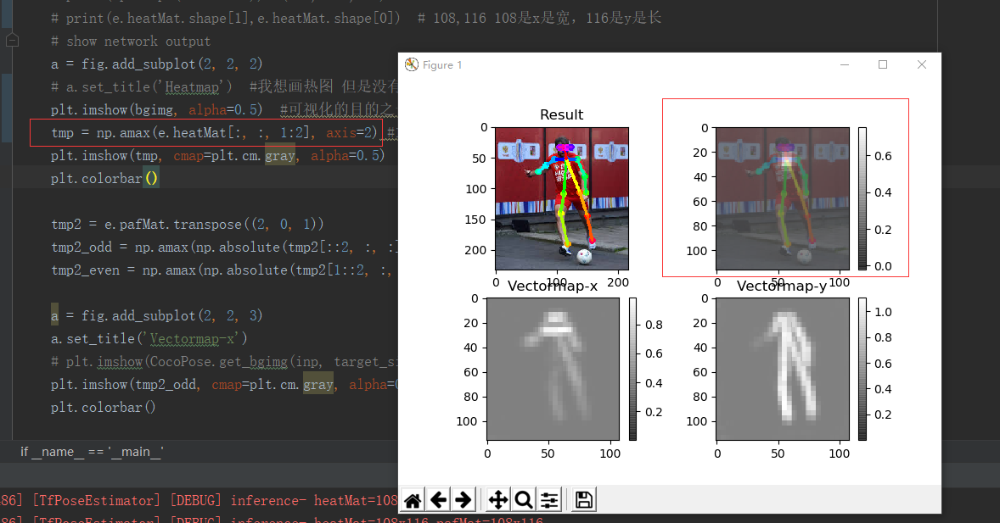 # print(e.heatMat.shape[1],e.heatMat.shape[0])  # 108,116 108是x是宽，116是y是长
# show network output
a = fig.add_subplot(2, 2, 2)
# a.set_title('Heatmap')  #我想画热图 但是没有
plt.imshow(bgimg, alpha=0.5)  #可视化的目的之
tmp = np.amax(e.heatMat[:, :, 1:2], axis=2) #
plt.imshow(tmp, cmap=plt.cm.gray, alpha=0.5)
plt.colorbar()
tmp2 = e.pafMat.transpose((2, 0, 1))
tmp2_odd = np.amax(np.absolute(tmp2[::2, :, :
tmp2_even = np.amax(np.absolute(tmp2[1::2, :,
a = fig.add_subplot(2, 2, 3)
a.set_title('Vectormap-x')
# plt.imshow(CocoPose.get_bgimg(inp, target_si
plt.imshow(tmp2_odd, cmap=plt.cm.gray, alpha=
plt.colorbar()
if __name__ == '__main__'
86] [TfPoseEstimator] [DEBUG] inference- heatMat=108
86] [TfPoseEstimator] [DEBUG] inference- heatMat=108x116 pafMat=108x116
Figure 1
Result
0
50
100
150
200
0 100 200
0
20
40
60
80
100
0 50 100
0.6
0.4
0.2
0.0
Vectormap-x
0
20
40
60
80
100
0 50 100
0.8
0.6
0.4
0.2
Vectormap-y
0
20
40
60
80
100
0 50 100
1.0
0.8
0.6
0.4
0.2